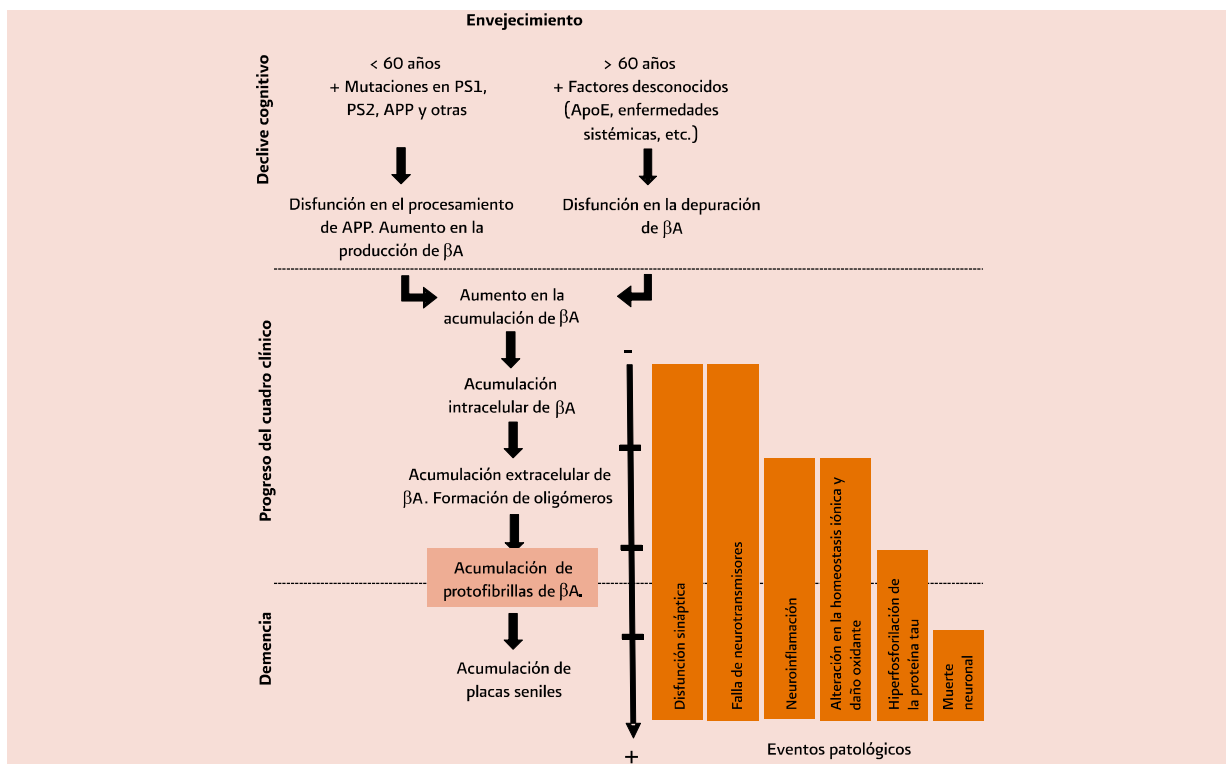 Envejecimiento
Declive cognitivo
< 60 años
+ Mutaciones en PS1,
PS2, APP y otras
> 60 años
+ Factores desconocidos
(ApoE, enfermedades
sistémicas, etc.)
Disfunción en el procesamiento
de APP. Aumento en la
producción de βA
Disfunción en la depuración
de βA
Progreso del cuadro clínico
Aumento en la
acumulación de βA
Acumulación
intracelular de βA
Acumulación extracelular de
βA. Formación de oligómeros
Acumulación de
protofibrillas de βA.
Demencia
Acumulación de
placas seniles
-
+
Disfunción sináptica
Falla de neurotransmisores
Neuroinflamación
Alteración en la homeostasis iónica y
daño oxidante
Hiperfosforilación de
la proteína tau
Muerte
neuronal
Eventos patológicos